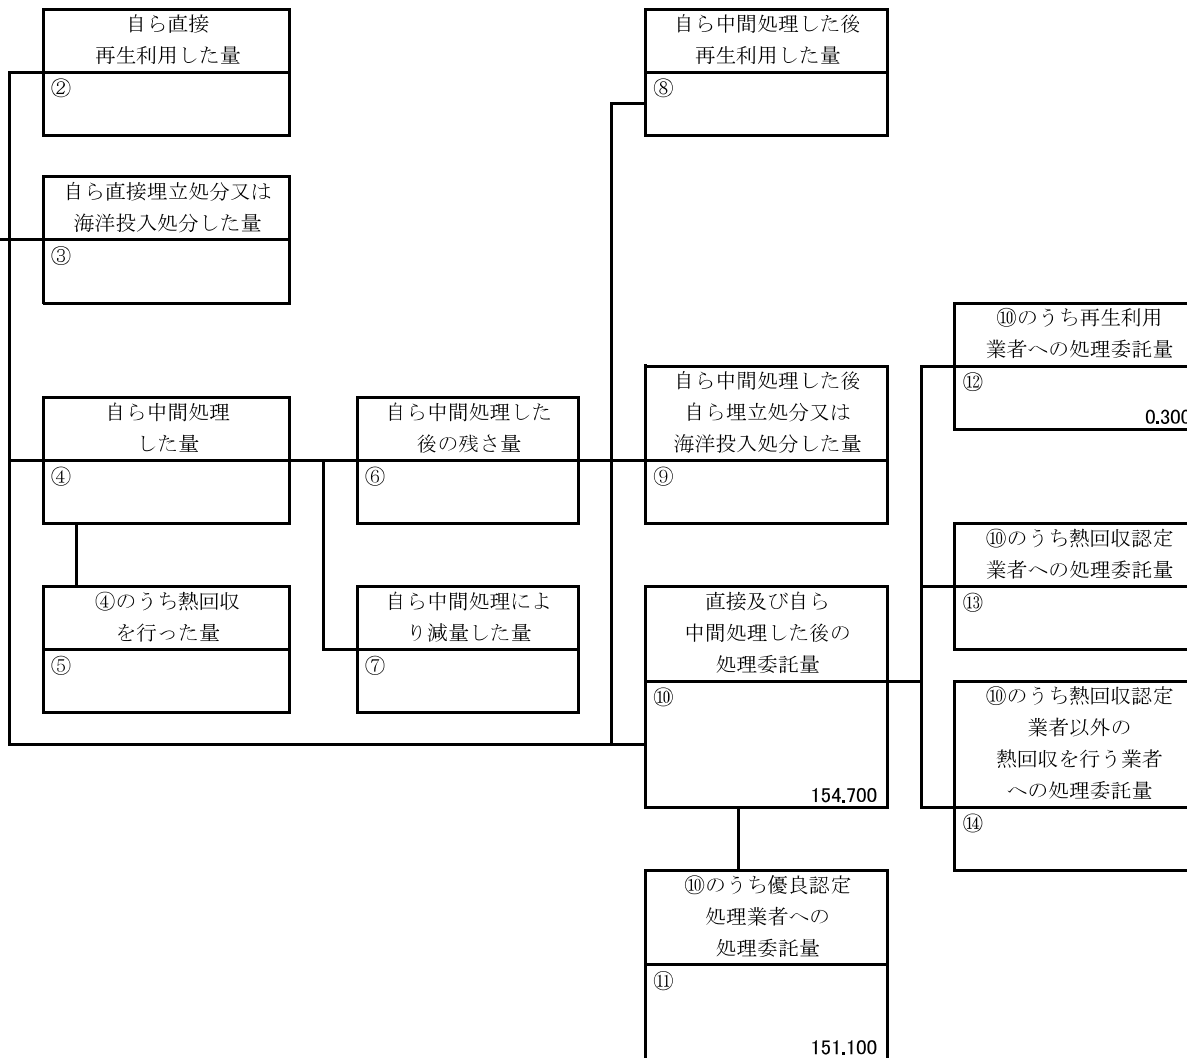 自ら直接
再生利用した量
②
自ら中間処理した後
再生利用した量
⑧
自ら直接埋立処分又は
海洋投入処分した量
③
⑩のうち再生利用
業者への処理委託量
⑫
0.300
自ら中間処理
した量
④
自ら中間処理した
後の残さ量
⑥
自ら中間処理した後
自ら埋立処分又は
海洋投入処分した量
⑨
⑩のうち熱回収認定
業者への処理委託量
⑬
④のうち熱回収
を行った量
⑤
自ら中間処理によ
り減量した量
⑦
直接及び自ら
中間処理した後の
処理委託量
⑩
154.700
⑩のうち熱回収認定
業者以外の
熱回収を行う業者
への処理委託量
⑭
⑩のうち優良認定
処理業者への
処理委託量
⑪
151.100